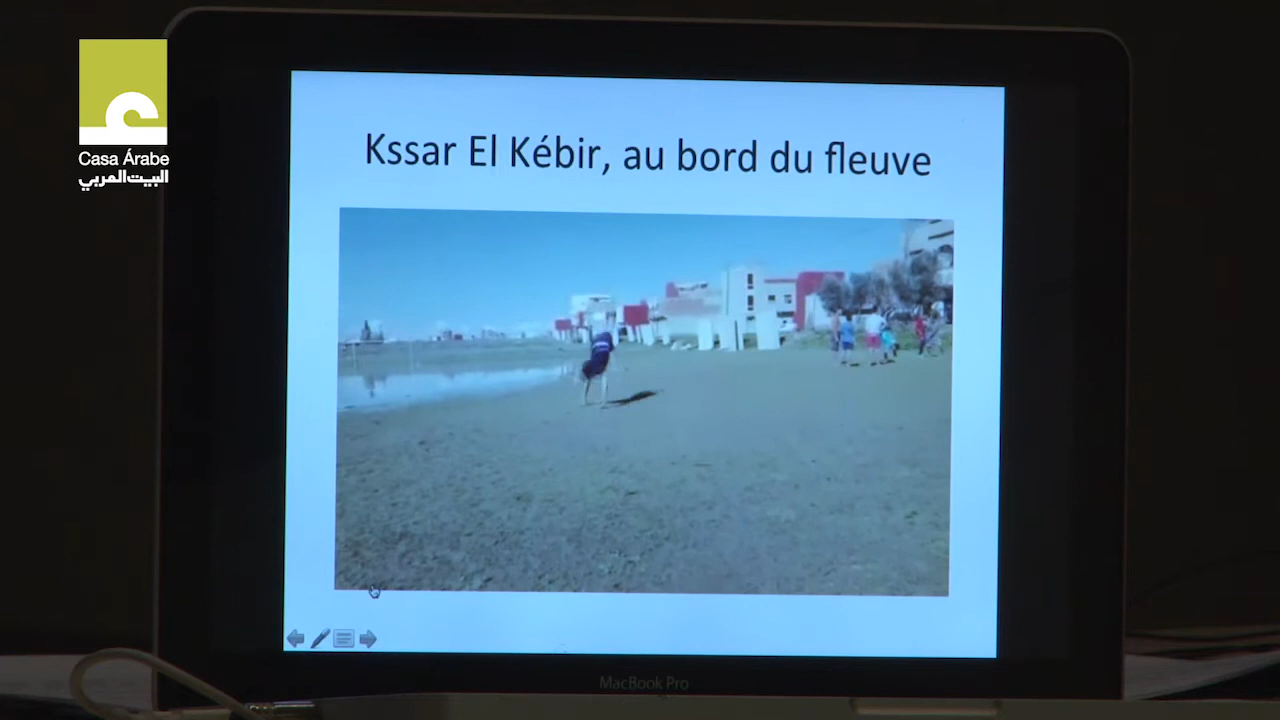 Casa Árabe
البيت العربي
Kssar El Kébir, au bord du fleuve
MacBook Pro